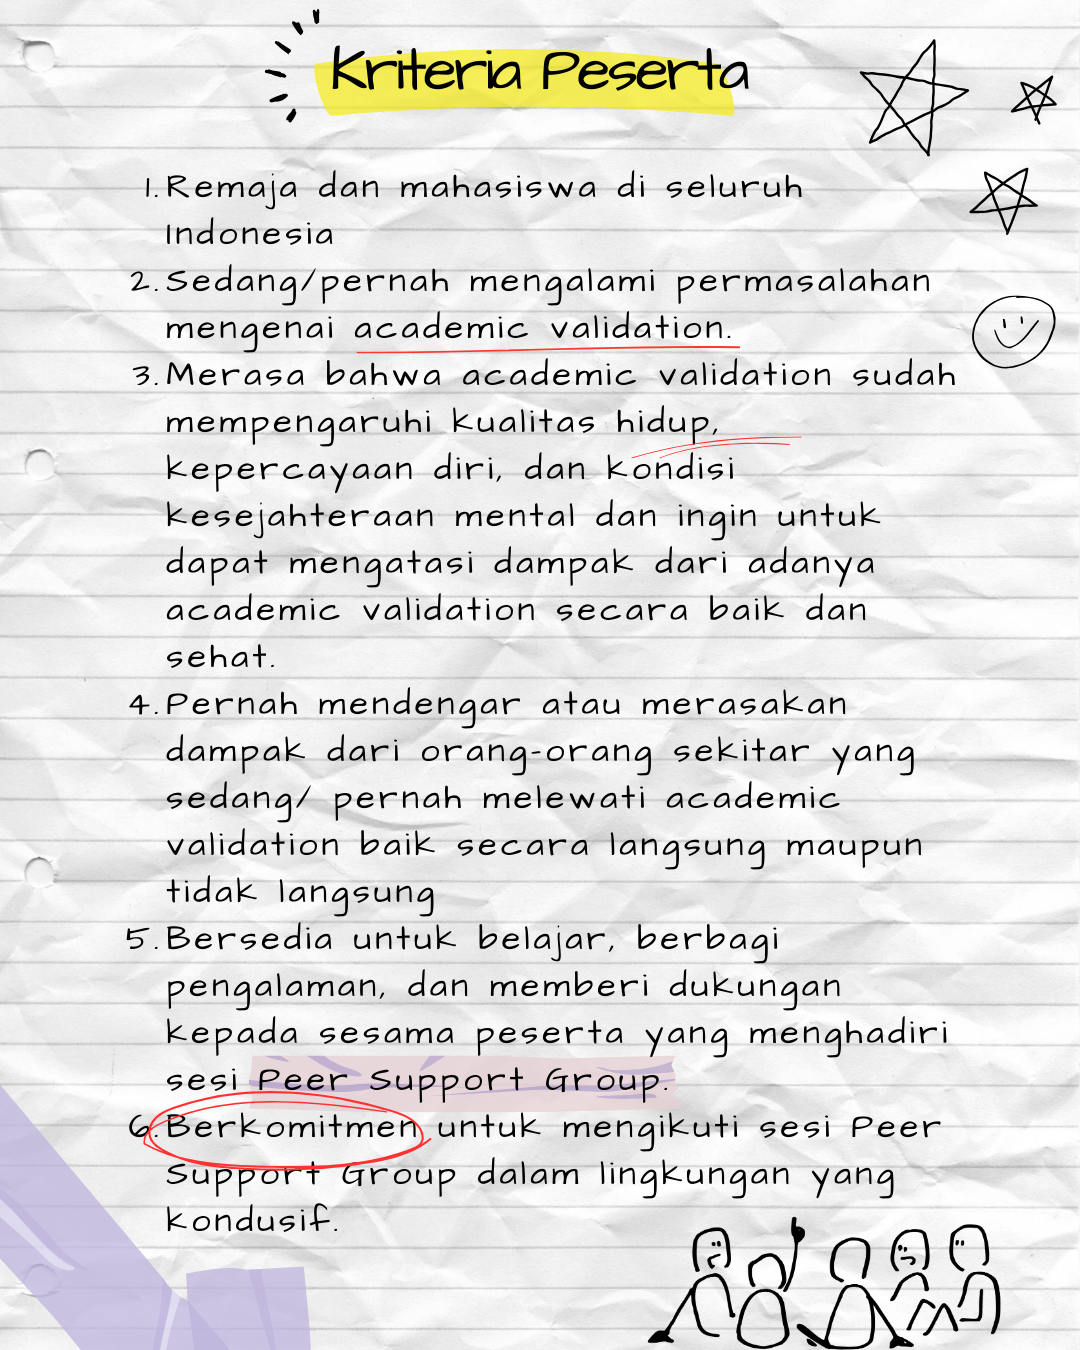 Kriteria Peserta
1. Remaja dan mahasiswa di seluruh
Indonesia
2. Sedang/pernah mengalami permasalahan
mengenai academic validation.
3. Merasa bahwa academic validation sudah
mempengaruhi kualitas hidup,
kepercayaan diri, dan kondisi
kesejahteraan mental dan ingin untuk
dapat mengatasi dampak dari adanya
academic validation secara baik dan
sehat.
4. Pernah mendengar atau merasakan
dampak dari orang-orang sekitar yang
sedang/ pernah melewati academic
validation baik secara langsung maupun
tidak langsung
5. Bersedia untuk belajar, berbagi
pengalaman, dan memberi dukungan
kepada sesama peserta yang menghadiri
sesi Peer Support Group.
6. Berkomitmen untuk mengikuti sesi Peer
Support Group dalam lingkungan yang
kondusif.